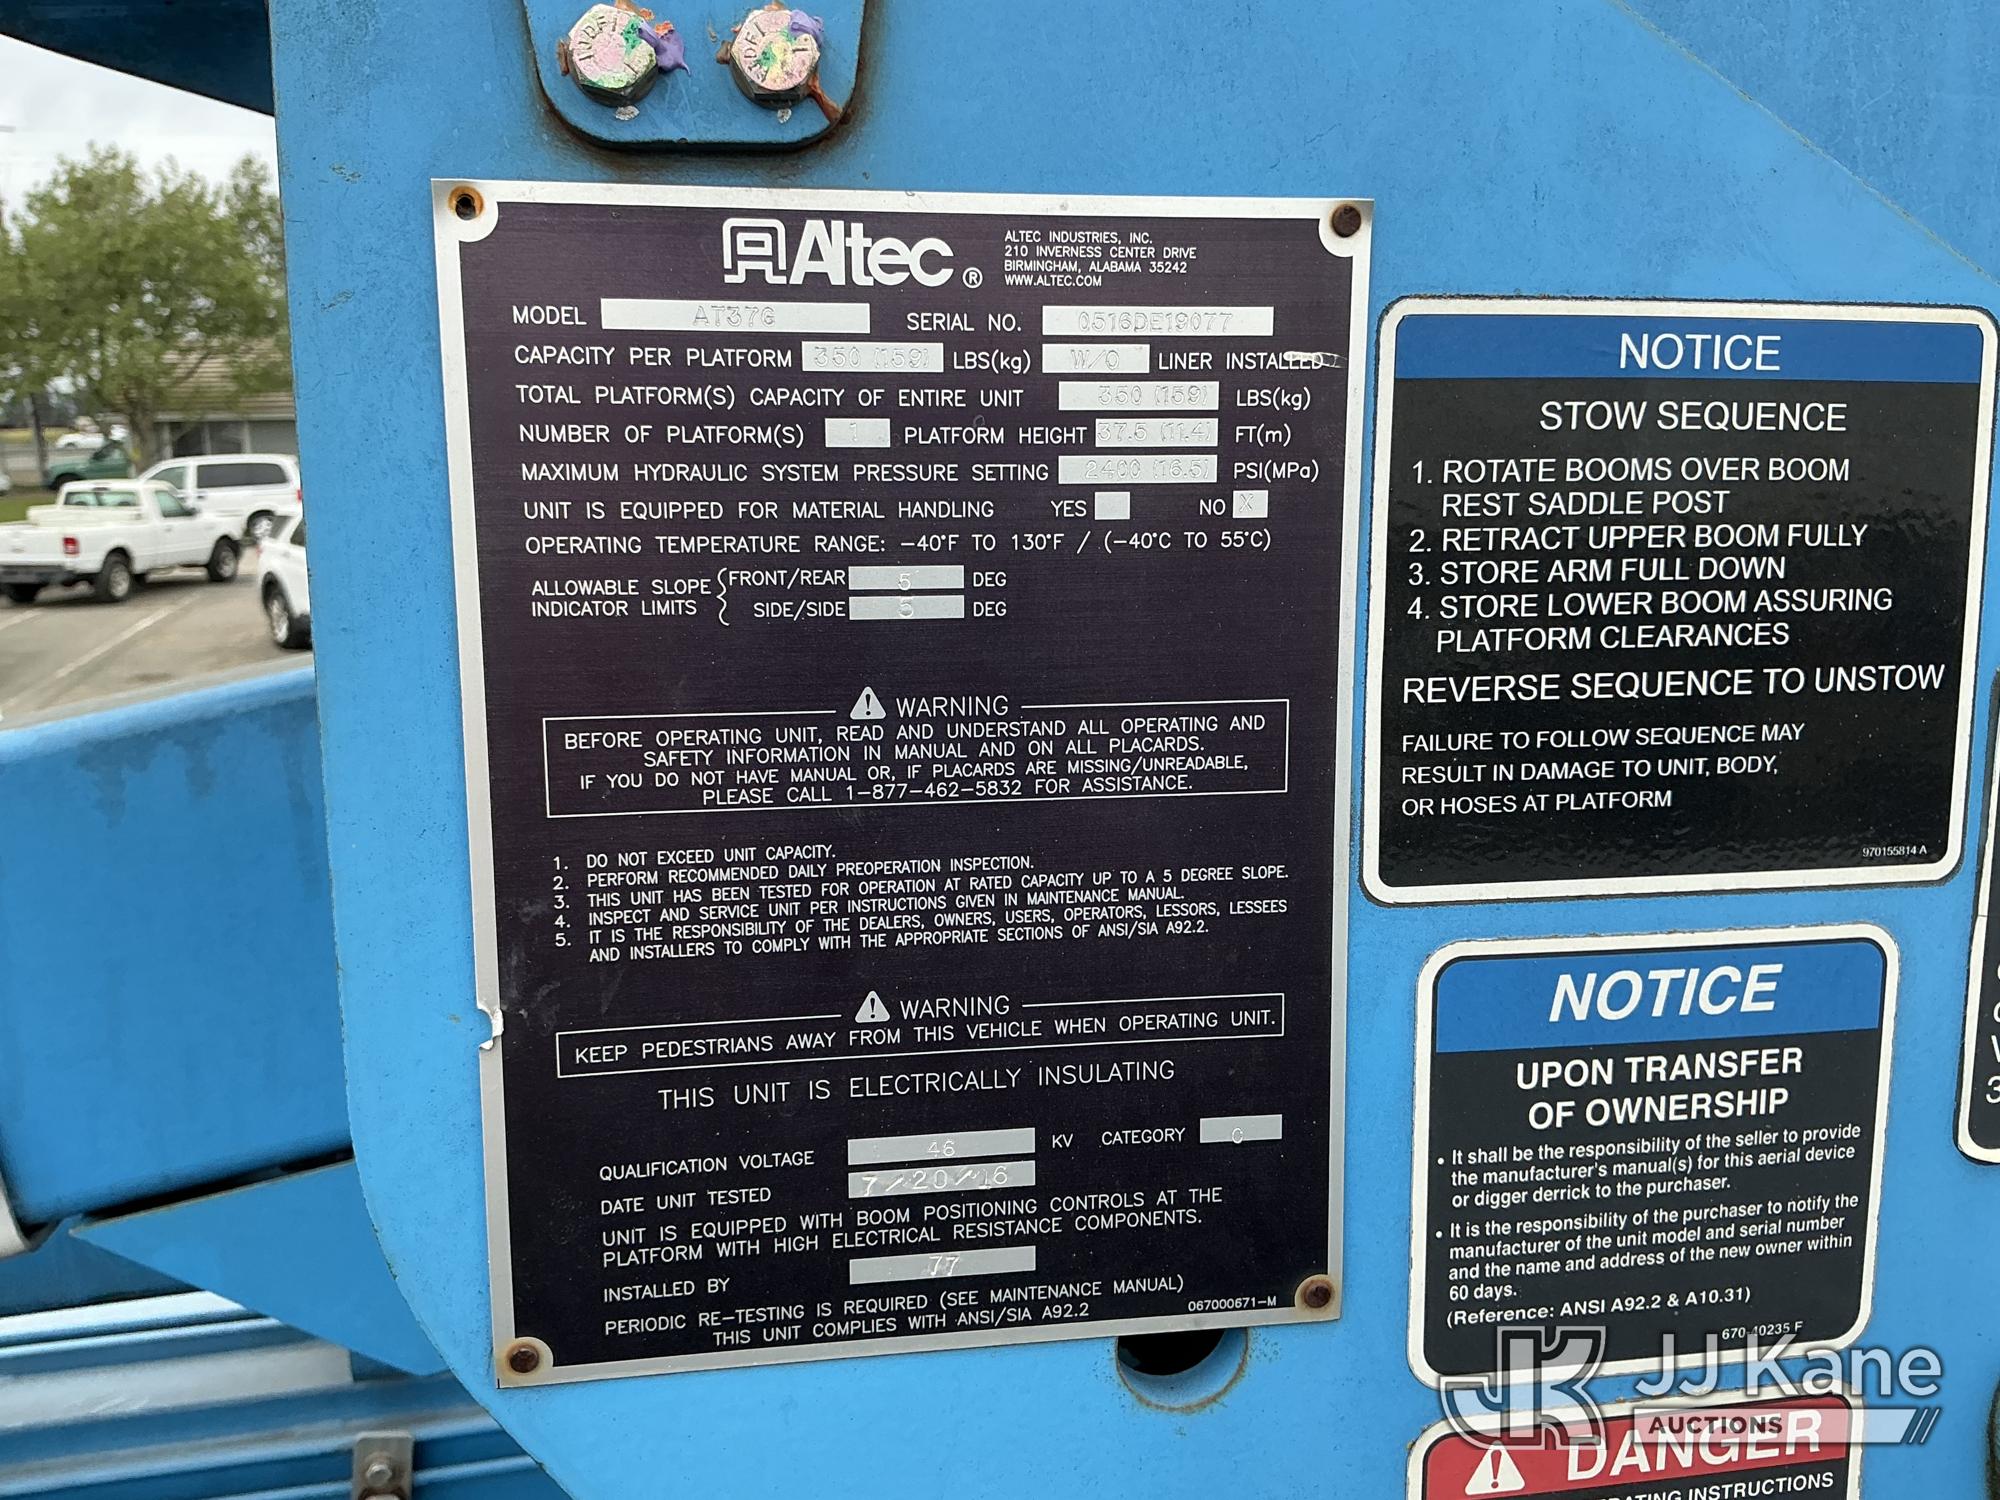 Altec®
ALTEC INDUSTRIES, INC.
210 INVERNESS CENTER DRIVE
BIRMINGHAM, ALABAMA 35242
WWW.ALTEC.COM
MODEL AT37G SERIAL NO. 0516DE19077
CAPACITY PER PLATFORM 350 (159) LBS(kg) W/O LINER INSTALLED
TOTAL PLATFORM(S) CAPACITY OF ENTIRE UNIT 350 (159) LBS(kg)
NUMBER OF PLATFORM(S) 1 PLATFORM HEIGHT 37.5 (11.4) FT(m)
MAXIMUM HYDRAULIC SYSTEM PRESSURE SETTING 2400 (16.5) PSI(MPa)
UNIT IS EQUIPPED FOR MATERIAL HANDLING YES NO X
OPERATING TEMPERATURE RANGE: -40°F TO 130°F / (-40°C TO 55°C)
ALLOWABLE SLOPE FRONT/REAR 5 DEG
INDICATOR LIMITS SIDE/SIDE 5 DEG
WARNING
BEFORE OPERATING UNIT, READ AND UNDERSTAND ALL OPERATING AND
SAFETY INFORMATION IN MANUAL AND ON ALL PLACARDS.
IF YOU DO NOT HAVE MANUAL OR, IF PLACARDS ARE MISSING/UNREADABLE,
PLEASE CALL 1-877-462-5832 FOR ASSISTANCE.
1. DO NOT EXCEED UNIT CAPACITY.
2. PERFORM RECOMMENDED DAILY PREOPERATION INSPECTION.
3. THIS UNIT HAS BEEN TESTED FOR OPERATION AT RATED CAPACITY UP TO A 5 DEGREE SLOPE.
4. INSPECT AND SERVICE UNIT PER INSTRUCTIONS GIVEN IN MAINTENANCE MANUAL.
5. IT IS THE RESPONSIBILITY OF THE DEALERS, OWNERS, USERS, OPERATORS, LESSORS, LESSEES
AND INSTALLERS TO COMPLY WITH THE APPROPRIATE SECTIONS OF ANSI/SIA A92.2.
WARNING
KEEP PEDESTRIANS AWAY FROM THIS VEHICLE WHEN OPERATING UNIT.
THIS UNIT IS ELECTRICALLY INSULATING
QUALIFICATION VOLTAGE 46 KV CATEGORY C
DATE UNIT TESTED 7/20/16
UNIT IS EQUIPPED WITH BOOM POSITIONING CONTROLS AT THE
PLATFORM WITH HIGH ELECTRICAL RESISTANCE COMPONENTS.
INSTALLED BY 77
PERIODIC RE-TESTING IS REQUIRED (SEE MAINTENANCE MANUAL)
THIS UNIT COMPLIES WITH ANSI/SIA A92.2
067000671-M
NOTICE
STOW SEQUENCE
1. ROTATE BOOMS OVER BOOM
REST SADDLE POST
2. RETRACT UPPER BOOM FULLY
3. STORE ARM FULL DOWN
4. STORE LOWER BOOM ASSURING
PLATFORM CLEARANCES
REVERSE SEQUENCE TO UNSTOW
FAILURE TO FOLLOW SEQUENCE MAY
RESULT IN DAMAGE TO UNIT, BODY,
OR HOSES AT PLATFORM
970155814 A
NOTICE
UPON TRANSFER
OF OWNERSHIP
• It shall be the responsibility of the seller to provide
the manufacturer's manual(s) for this aerial device
or digger derrick to the purchaser.
• It is the responsibility of the purchaser to notify the
manufacturer of the unit model and serial number
and the name and address of the new owner within
60 days.
(Reference: ANSI A92.2 & A10.31)
670-40235 F
JJ Kane
AUCTIONS
DANGER
INSTRUCTIONS